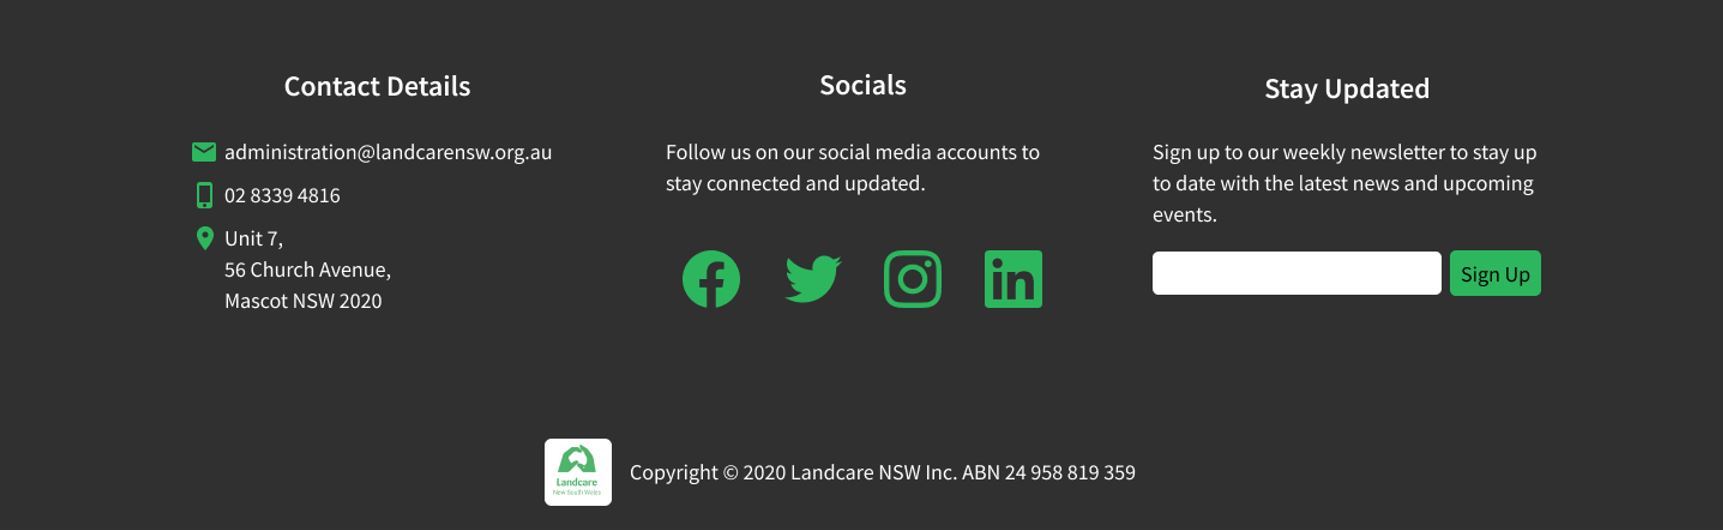 Contact Details
administration@landcarensw.org.au
02 8339 4816
Unit 7,
56 Church Avenue,
Mascot NSW 2020
Socials
Follow us on our social media accounts to
stay connected and updated.
Stay Updated
Sign up to our weekly newsletter to stay up
to date with the latest news and upcoming
events.
Sign Up
Landcare
New South Wales
Copyright © 2020 Landcare NSW Inc. ABN 24 958 819 359